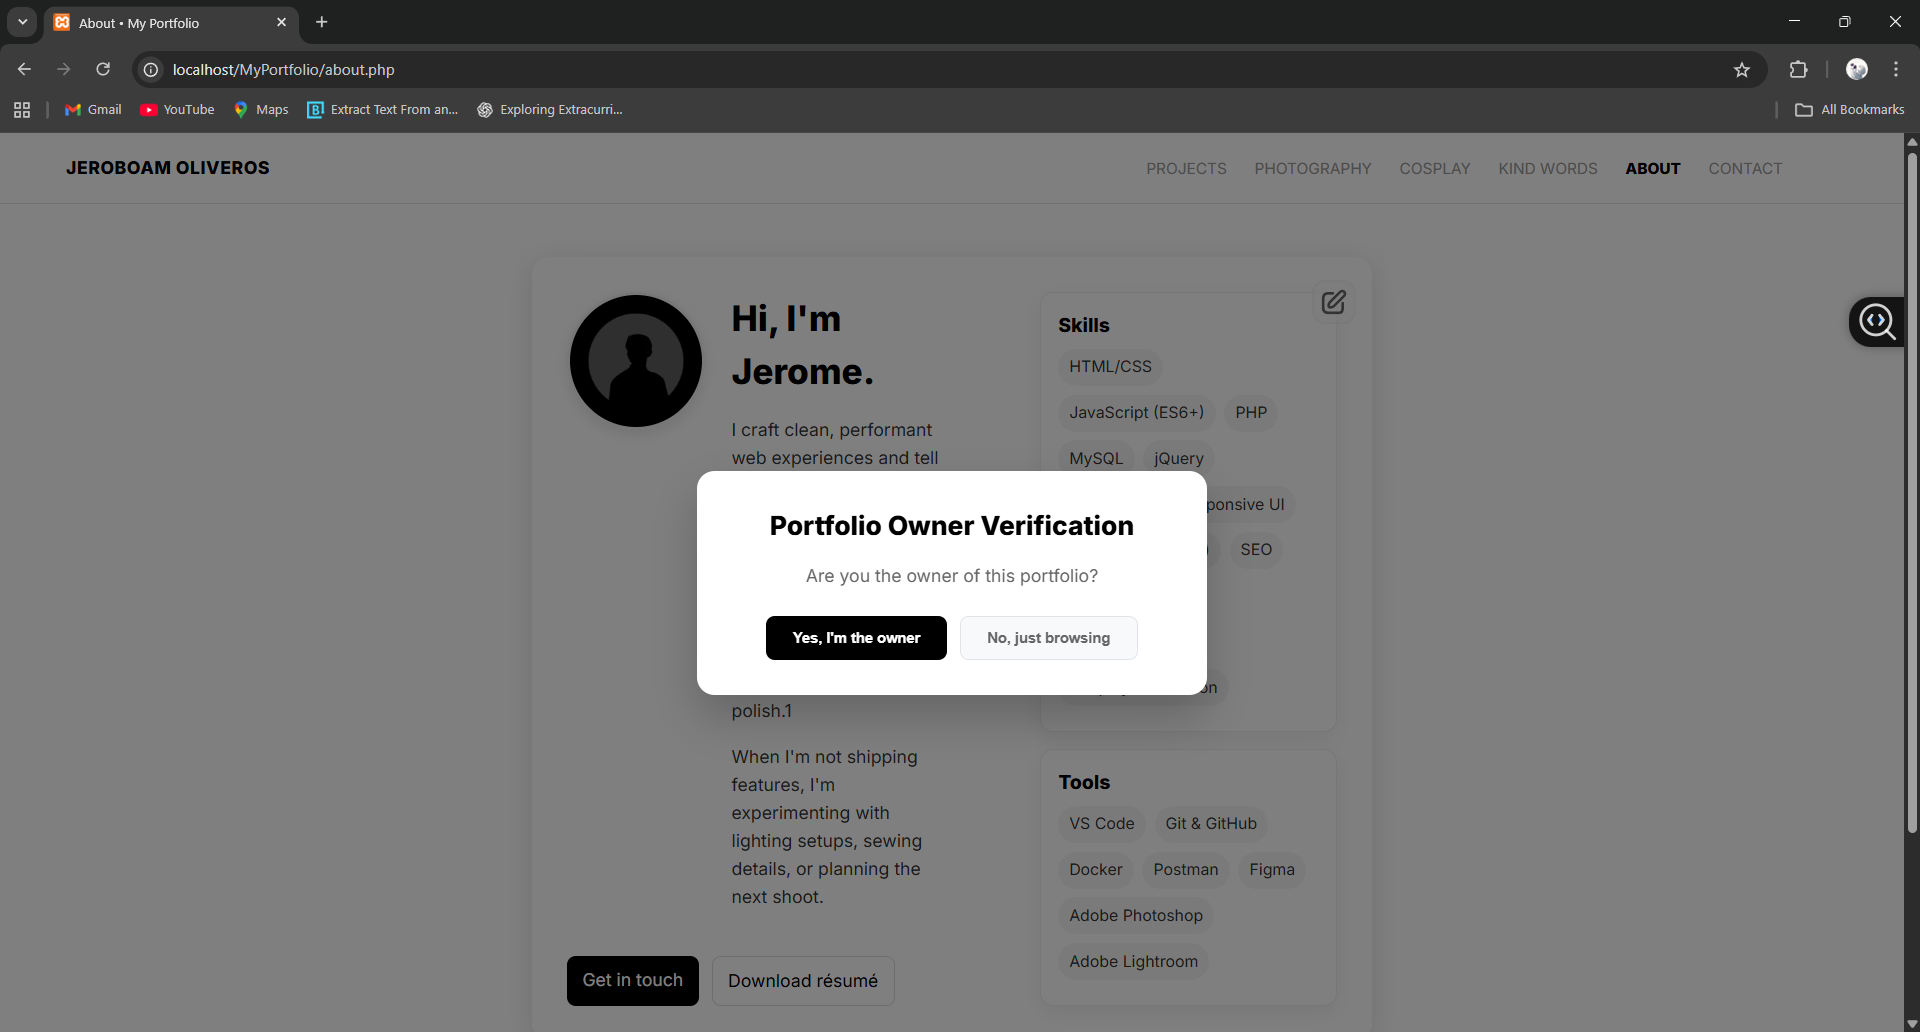 About • My Portfolio
localhost/MyPortfolio/about.php
Gmail
YouTube
Maps
Extract Text From an...
Exploring Extracurri...
All Bookmarks
JEROBOAM OLIVEROS
PROJECTS
PHOTOGRAPHY
COSPLAY
KIND WORDS
ABOUT
CONTACT
Hi, I'm
Jerome.
I craft clean, performant
web experiences and tell
polish.1
When I'm not shipping
features, I'm
experimenting with
lighting setups, sewing
details, or planning the
next shoot.
Get in touch
Download résumé
Skills
HTML/CSS
JavaScript (ES6+)
PHP
MySQL
jQuery
ponsive UI
)
SEO
on
Tools
VS Code
Git & GitHub
Docker
Postman
Figma
Adobe Photoshop
Adobe Lightroom
Portfolio Owner Verification
Are you the owner of this portfolio?
Yes, I'm the owner
No, just browsing